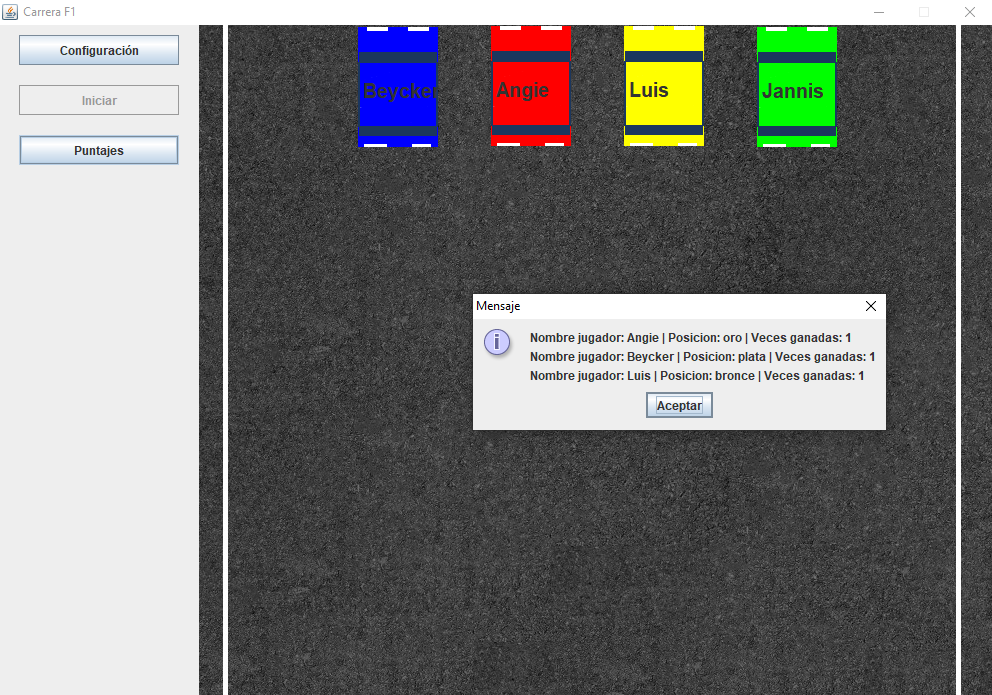 Carrera F1
Configuración
Iniciar
Puntajes
Beycke
Angie
Luis
Jannis
Mensaje
Nombre jugador: Angie | Posicion: oro | Veces ganadas: 1
Nombre jugador: Beycker | Posicion: plata | Veces ganadas: 1
Nombre jugador: Luis | Posicion: bronce | Veces ganadas: 1
Aceptar